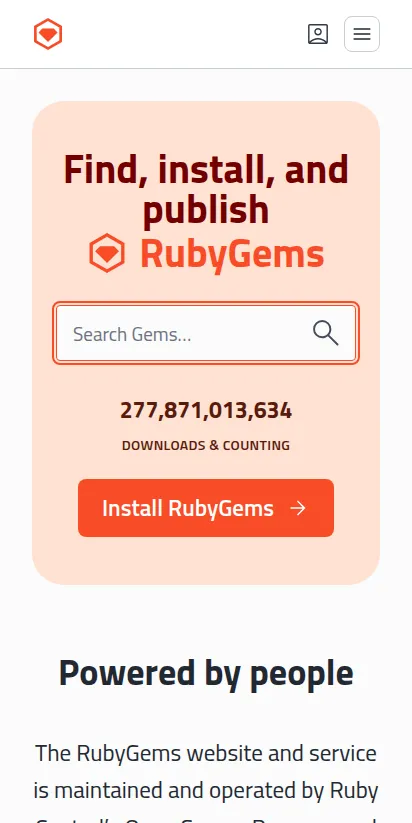 Find, install, and
publish
RubyGems
Search Gems...
277,871,013,634
DOWNLOADS & COUNTING
Install RubyGems
Powered by people
The RubyGems website and service
is maintained and operated by Ruby